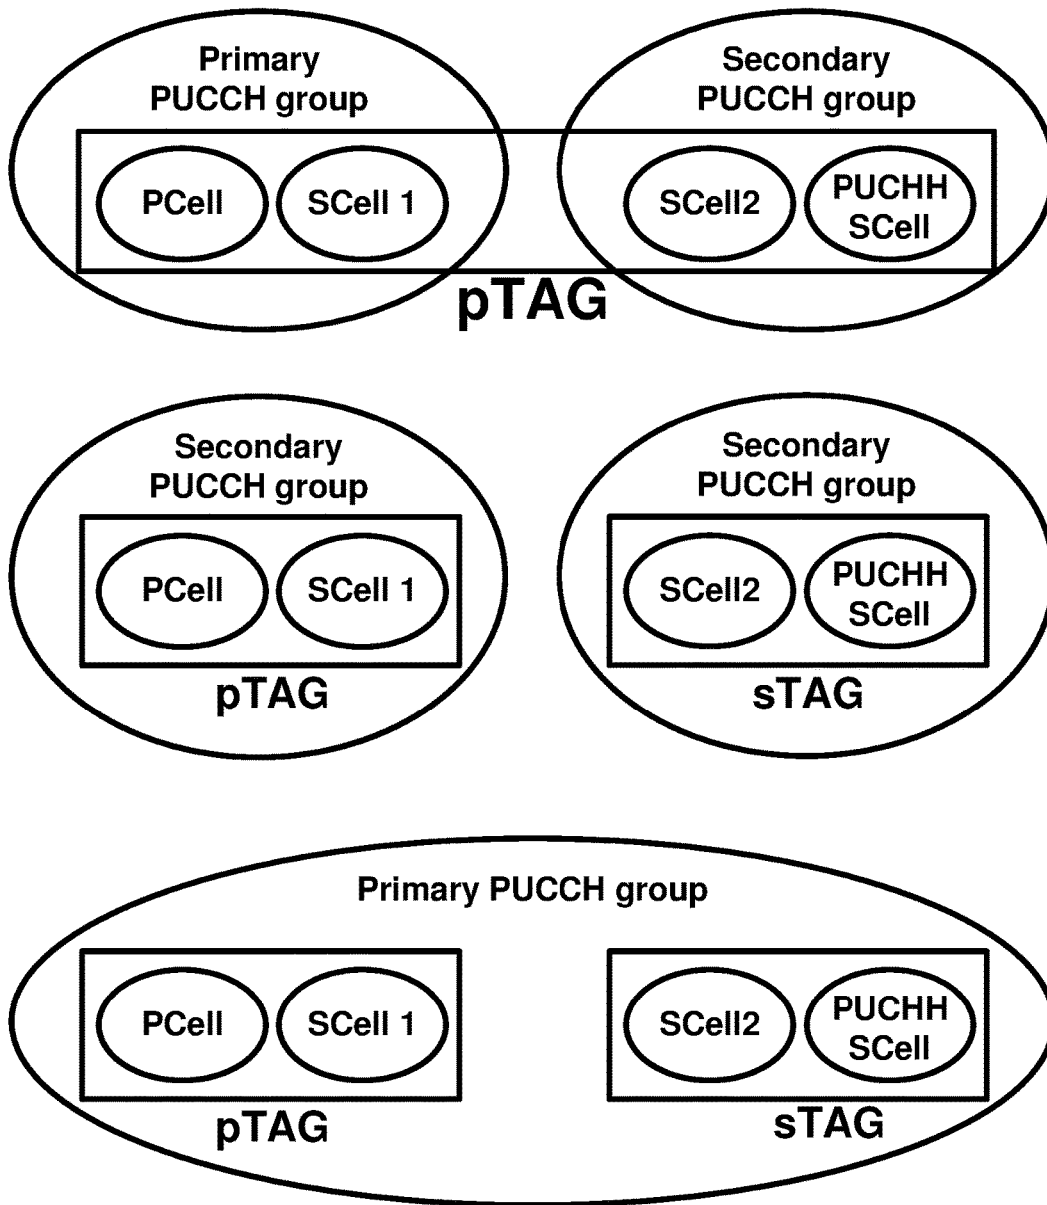 Primary
PUCCH group
Secondary
PUCCH group
PCell
SCell 1
SCell2
PUCHH
SCell
pTAG
Secondary
PUCCH group
Secondary
PUCCH group
PCell
SCell 1
SCell2
PUCHH
SCell
pTAG
sTAG
Primary PUCCH group
PCell
SCell 1
SCell2
PUCHH
SCell
pTAG
sTAG